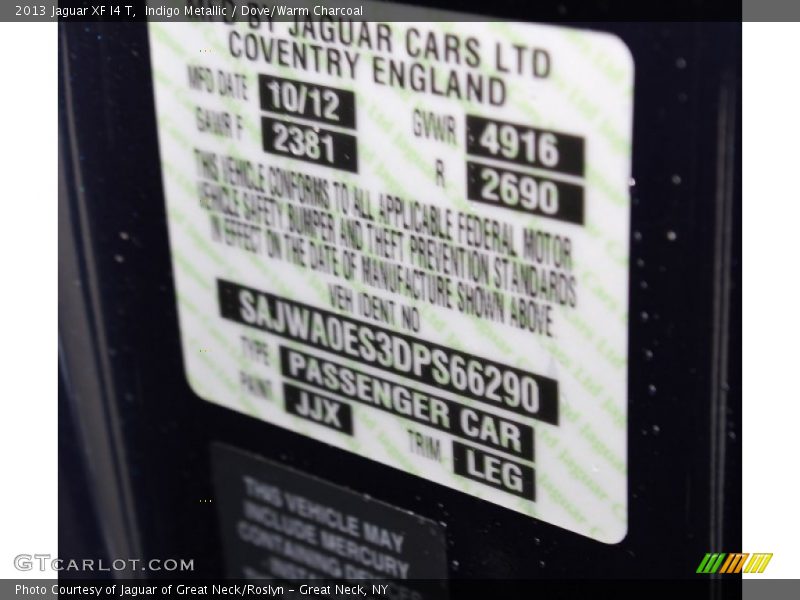 2013 Jaguar XF I4 T, Indigo Metallic / Dove/Warm Charcoal
BY JAGUAR CARS LTD
COVENTRY ENGLAND
MFD DATE 10/12 GVWR 4916
GAWR F 2381 R 2690
THIS VEHICLE CONFORMS TO ALL APPLICABLE FEDERAL MOTOR
VEHICLE SAFETY BUMPER AND THEFT PREVENTION STANDARDS
IN EFFECT ON THE DATE OF MANUFACTURE SHOWN ABOVE
VEH IDENT NO
SAJWA0ES3DPS66290
TYPE PASSENGER CAR
PAINT JJX TRIM LEG
THIS VEHICLE MAY
INCLUDE MERCURY
CONTAINING DEVICES
GTCARLOT.COM
Photo Courtesy of Jaguar of Great Neck/Roslyn - Great Neck, NY